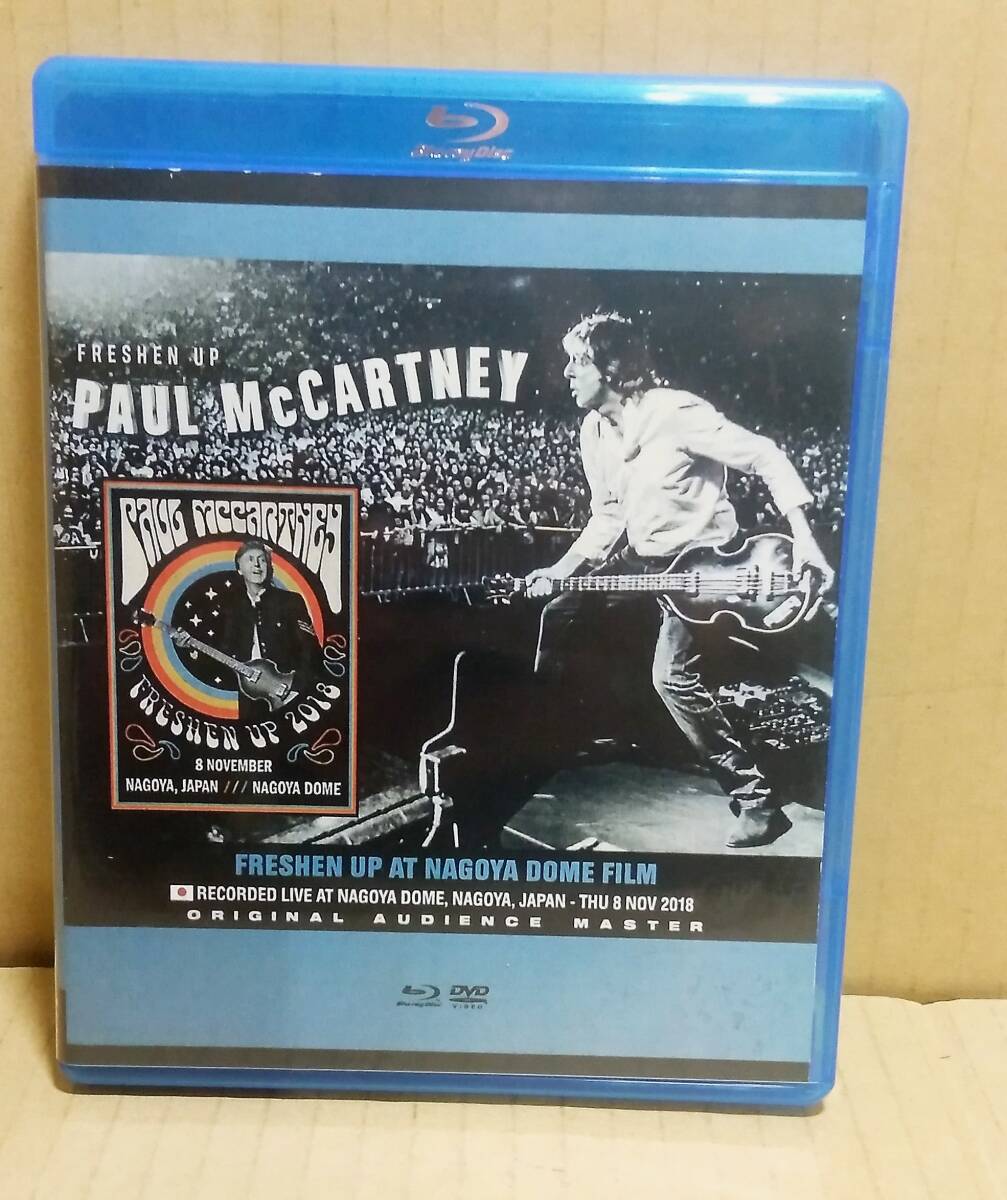 Blu-ray Disc
FRESHEN UP
PAUL McCARTNEY
PAUL McCARTNEY
FRESHEN UP 2018
8 NOVEMBER
NAGOYA, JAPAN /// NAGOYA DOME
FRESHEN UP AT NAGOYA DOME FILM
RECORDED LIVE AT NAGOYA DOME, NAGOYA, JAPAN - THU 8 NOV 2018
ORIGINAL AUDIENCE MASTER
Blu-ray Disc DVD
VIDEO